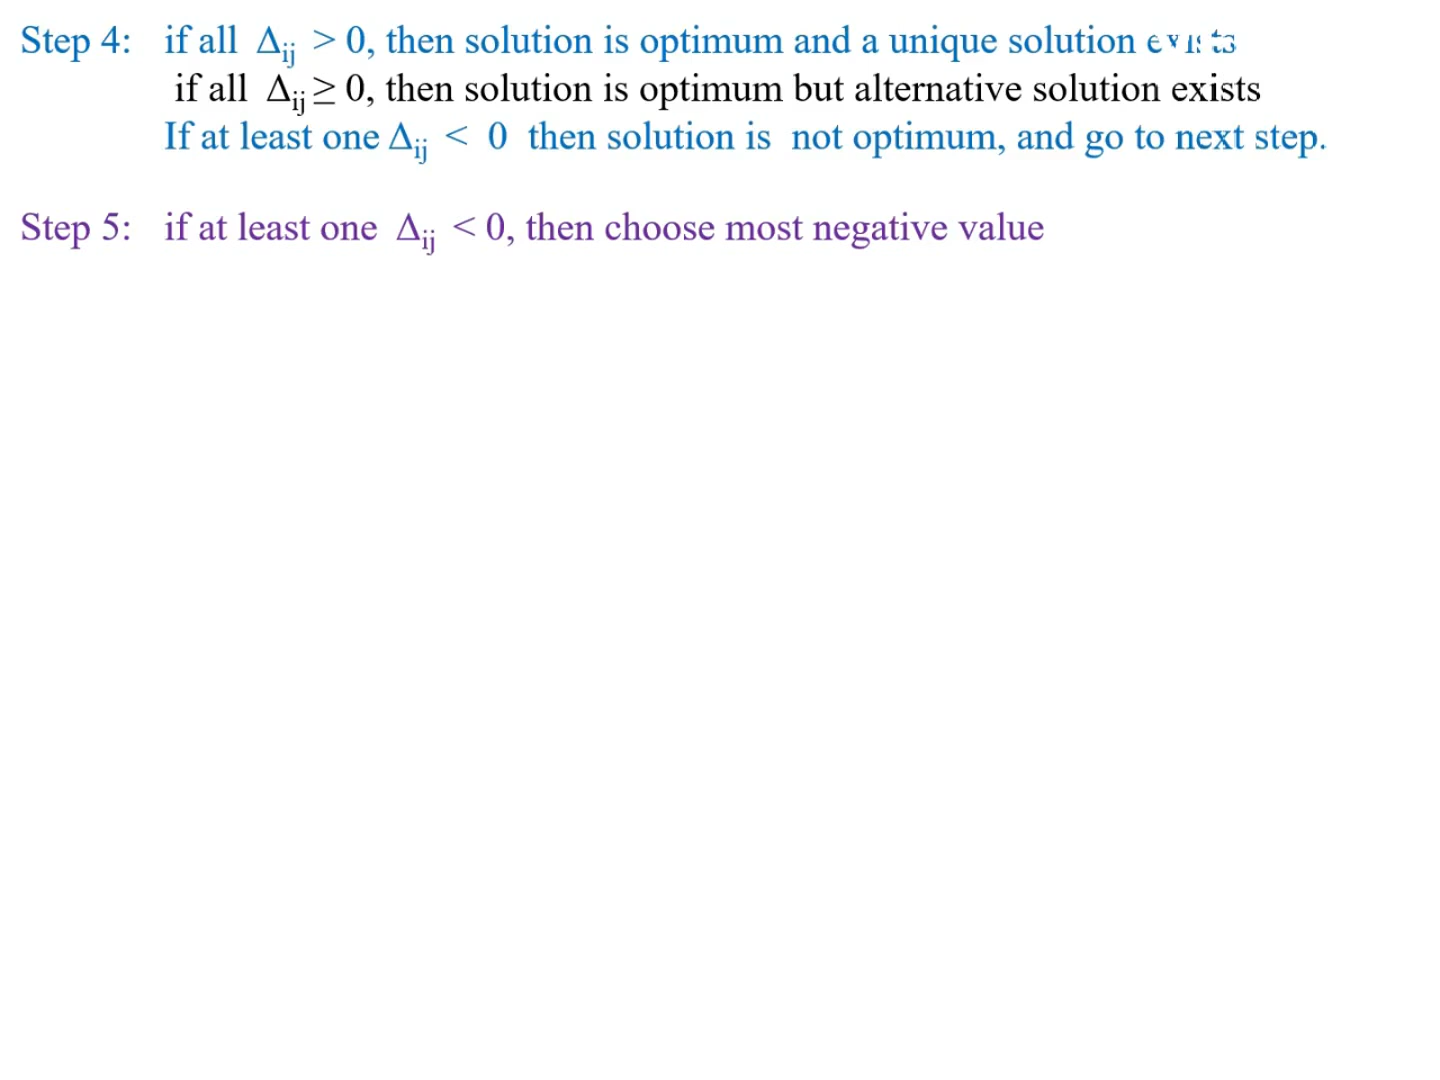 Step 4: if all Δij > 0, then solution is optimum and a unique solution exists
if all Δij ≥ 0, then solution is optimum but alternative solution exists
If at least one Δij < 0 then solution is not optimum, and go to next step.
Step 5: if at least one Δij < 0, then choose most negative value